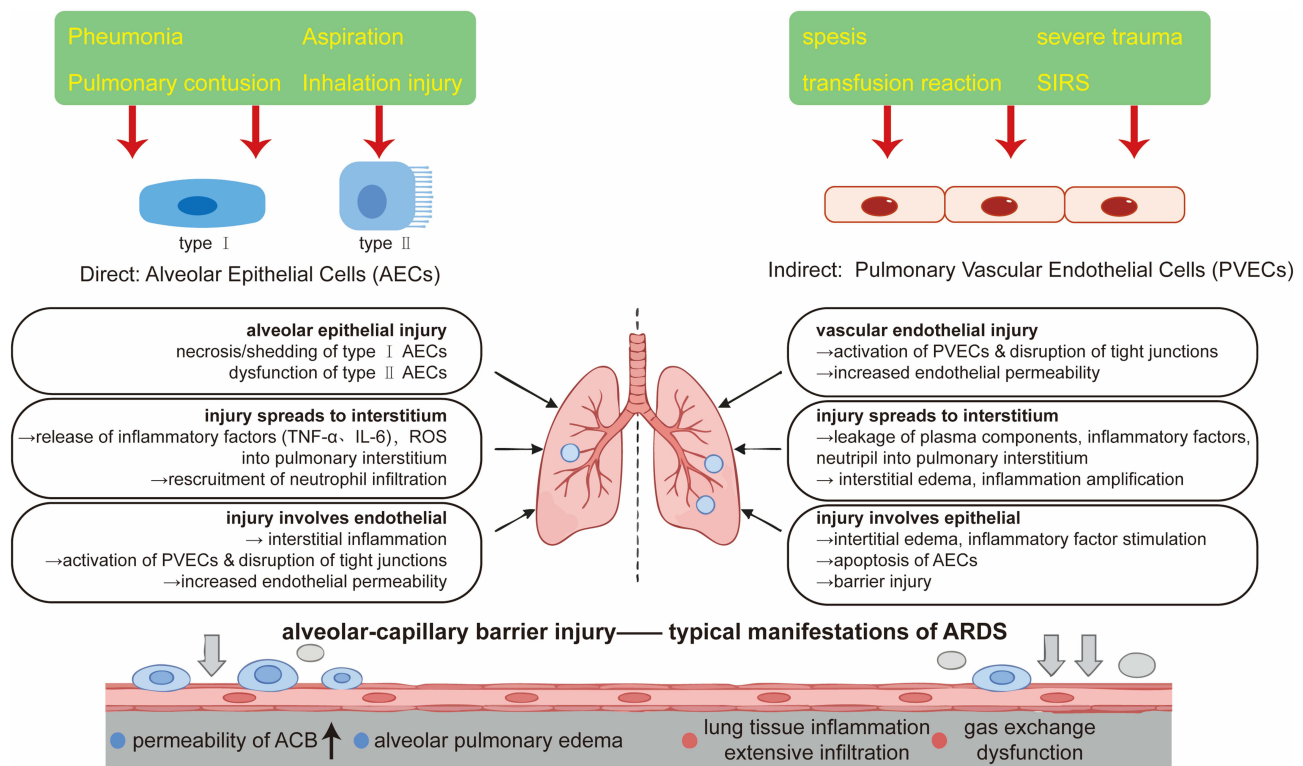 Pheumonia Aspiration
Pulmonary contusion Inhalation injury
spesis severe trauma
transfusion reaction SIRS
type Ⅰ type Ⅱ
Direct: Alveolar Epithelial Cells (AECs)
Indirect: Pulmonary Vascular Endothelial Cells (PVECs)
alveolar epithelial injury
necrosis/shedding of type Ⅰ AECs
dysfunction of type Ⅱ AECs
injury spreads to interstitium
→release of inflammatory factors (TNF-α、IL-6), ROS
into pulmonary interstitium
→rescruitment of neutrophil infiltration
injury involves endothelial
→ interstitial inflammation
→activation of PVECs & disruption of tight junctions
→increased endothelial permeability
vascular endothelial injury
→activation of PVECs & disruption of tight junctions
→increased endothelial permeability
injury spreads to interstitium
→leakage of plasma components, inflammatory factors,
neutripil into pulmonary interstitium
→ interstitial edema, inflammation amplification
injury involves epithelial
→intertitial edema, inflammatory factor stimulation
→apoptosis of AECs
→barrier injury
alveolar-capillary barrier injury—— typical manifestations of ARDS
permeability of ACB ↑
alveolar pulmonary edema
lung tissue inflammation
extensive infiltration
gas exchange
dysfunction